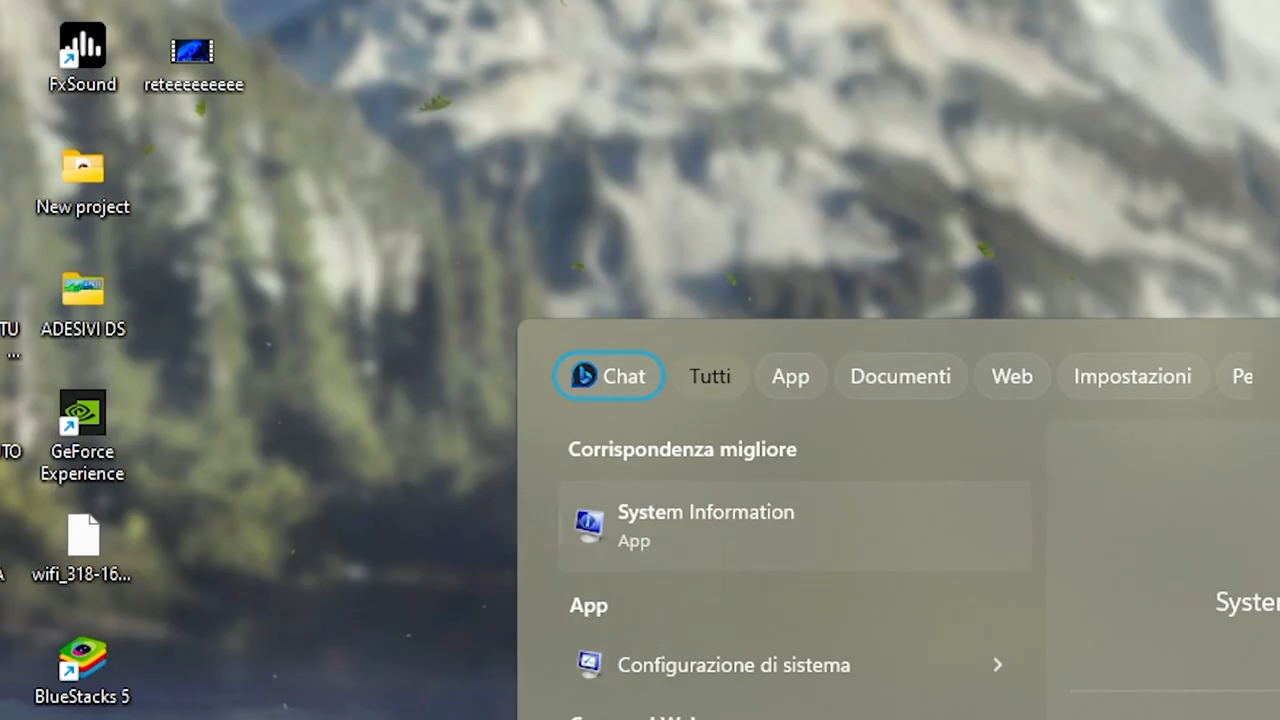 FxSound
reteeeeeeeee
New project
TU
...
ADESIVI DS
TO
GeForce
Experience
wifi_318-16...
BlueStacks 5
Chat
Tutti
App
Documenti
Web
Impostazioni
Pe
Corrispondenza migliore
System Information
App
App
Configurazione di sistema
Syste